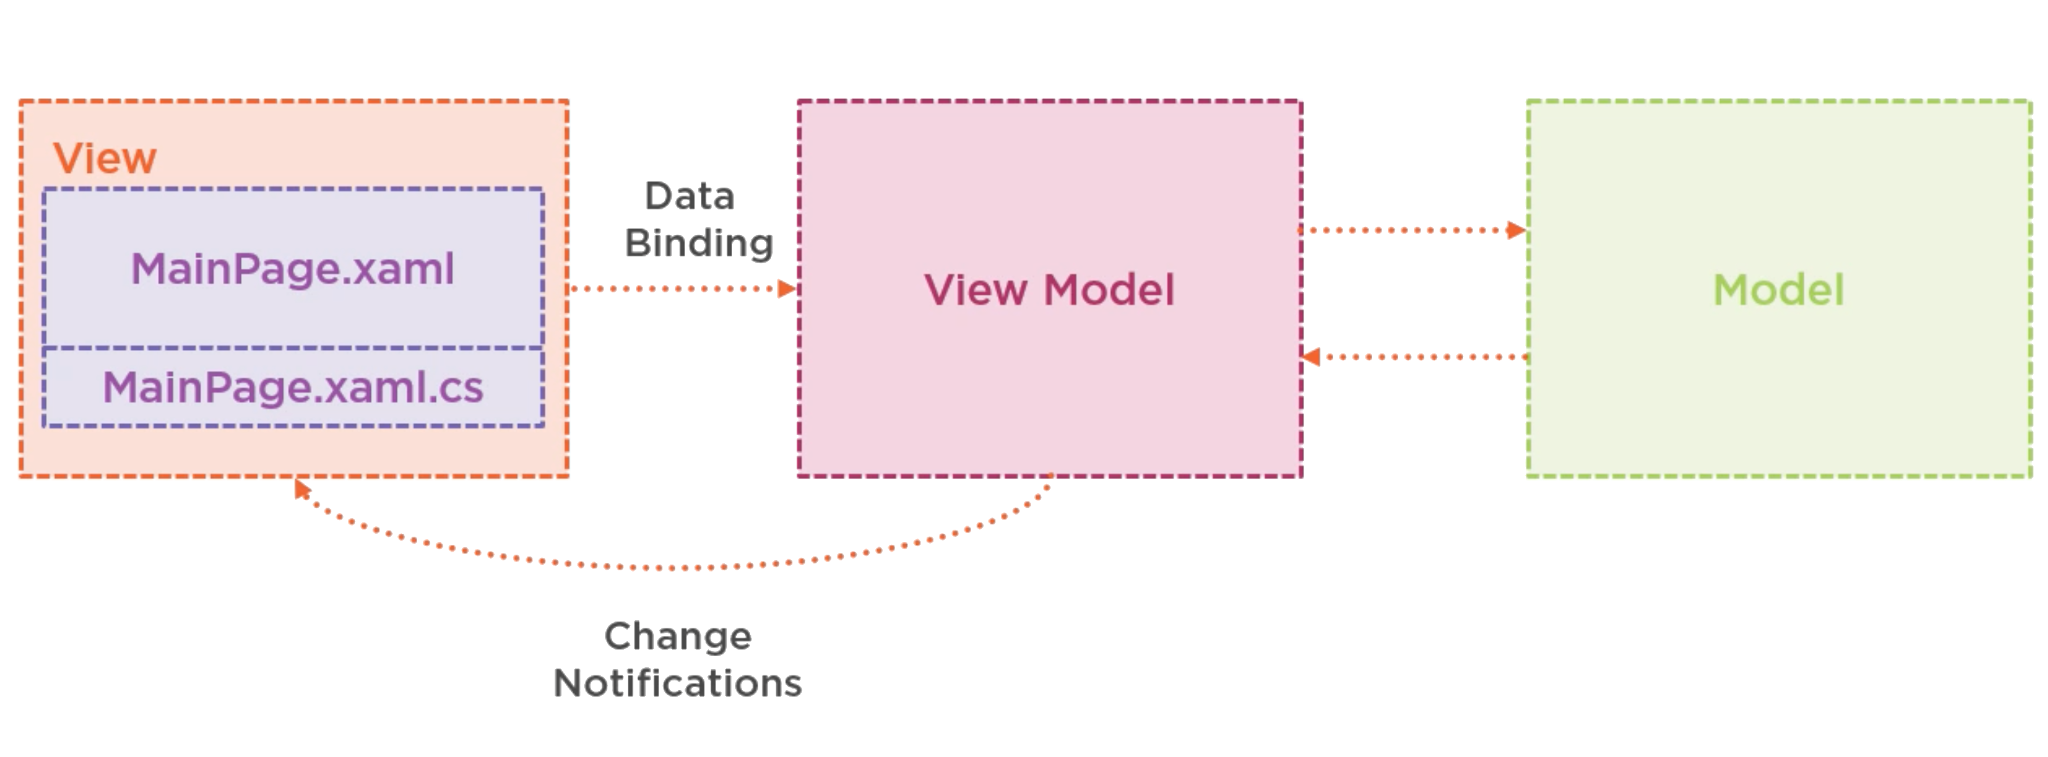 View
MainPage.xaml
MainPage.xaml.cs
Data
Binding
View Model
Model
Change
Notifications